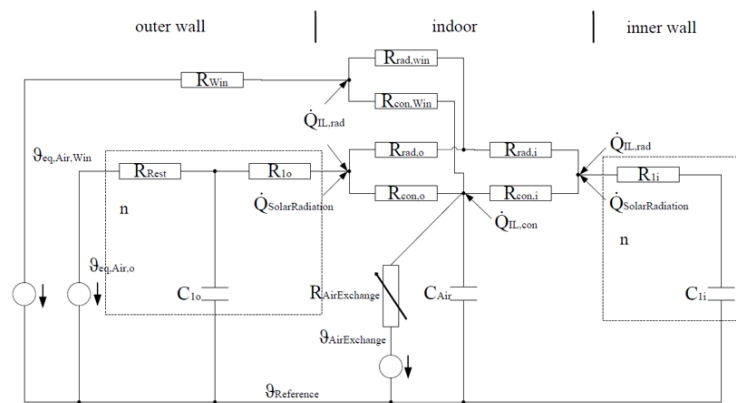 outer wall
indoor
inner wall
R_Win
R_rad,win
R_con,Win
Q̇_IL,rad
ϑ_eq,Air,Win
R_Rest
R_1o
R_rad,o
R_rad,i
Q̇_IL,rad
R_1i
Q̇_SolarRadiation
R_con,o
R_con,i
Q̇_SolarRadiation
n
Q̇_IL,con
n
ϑ_eq,Air,o
C_1o
R_AirExchange
C_Air
C_1i
ϑ_AirExchange
ϑ_Reference